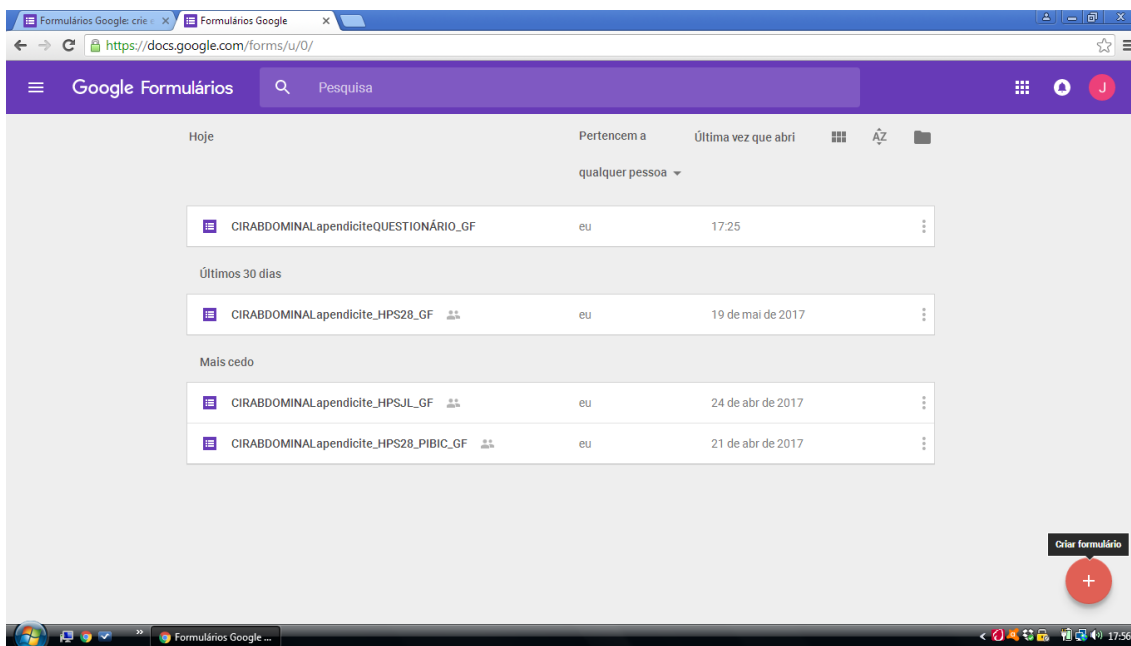 Formulários Google: crie e
Formulários Google
https://docs.google.com/forms/u/0/
Google Formulários
Pesquisa
J
Hoje
Pertencem a
qualquer pessoa
Última vez que abri
AZ
CIRABDOMINALapendiciteQUESTIONÁRIO_GF eu 17:25
Últimos 30 dias
CIRABDOMINALapendicite_HPS28_GF eu 19 de mai de 2017
Mais cedo
CIRABDOMINALapendicite_HPSJL_GF eu 24 de abr de 2017
CIRABDOMINALapendicite_HPS28_PIBIC_GF eu 21 de abr de 2017
Criar formulário
Formulários Google ...
17:56